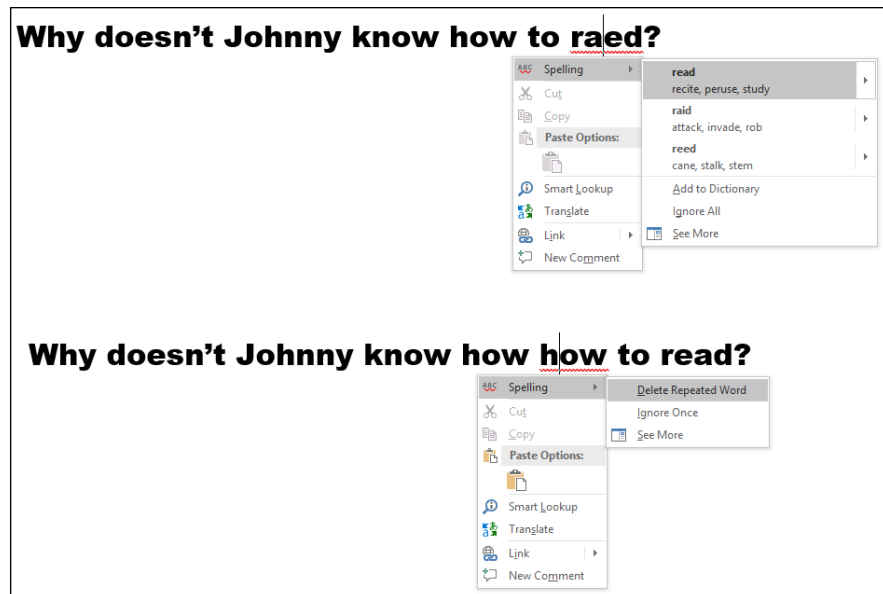 Why doesn't Johnny know how to raed?
ABC Spelling
read
recite, peruse, study
Cut
raid
attack, invade, rob
Copy
Paste Options:
reed
cane, stalk, stem
Smart Lookup
Add to Dictionary
Translate
Ignore All
Link
See More
New Comment
Why doesn't Johnny know how how to read?
ABC Spelling
Delete Repeated Word
Cut
Ignore Once
Copy
See More
Paste Options:
Smart Lookup
Translate
Link
New Comment